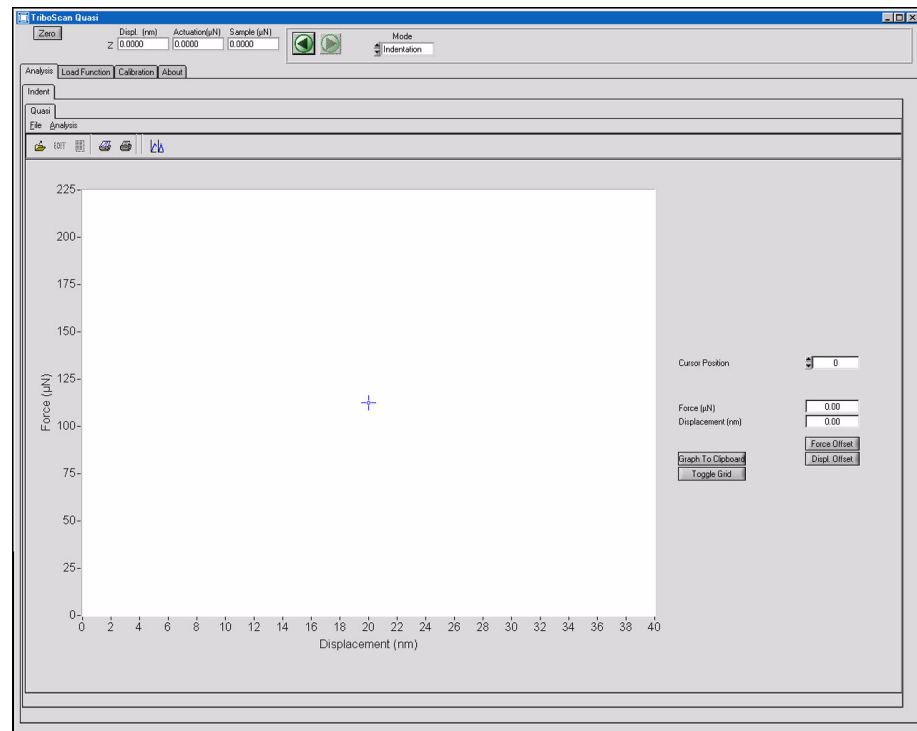 TriboScan Quasi
Zero
Displ. (nm) Actuation(µN) Sample (µN)
Z 0.0000 0.0000 0.0000
Mode
Indentation
Analysis Load Function Calibration About
Indent
Quasi
File Analysis
EDIT
225
200
175
150
125
100
75
50
25
0
Force (µN)
0 2 4 6 8 10 12 14 16 18 20 22 24 26 28 30 32 34 36 38 40
Displacement (nm)
Cursor Position 0
Force (µN) 0.00
Displacement (nm) 0.00
Force Offset
Graph To Clipboard Displ. Offset
Toggle Grid